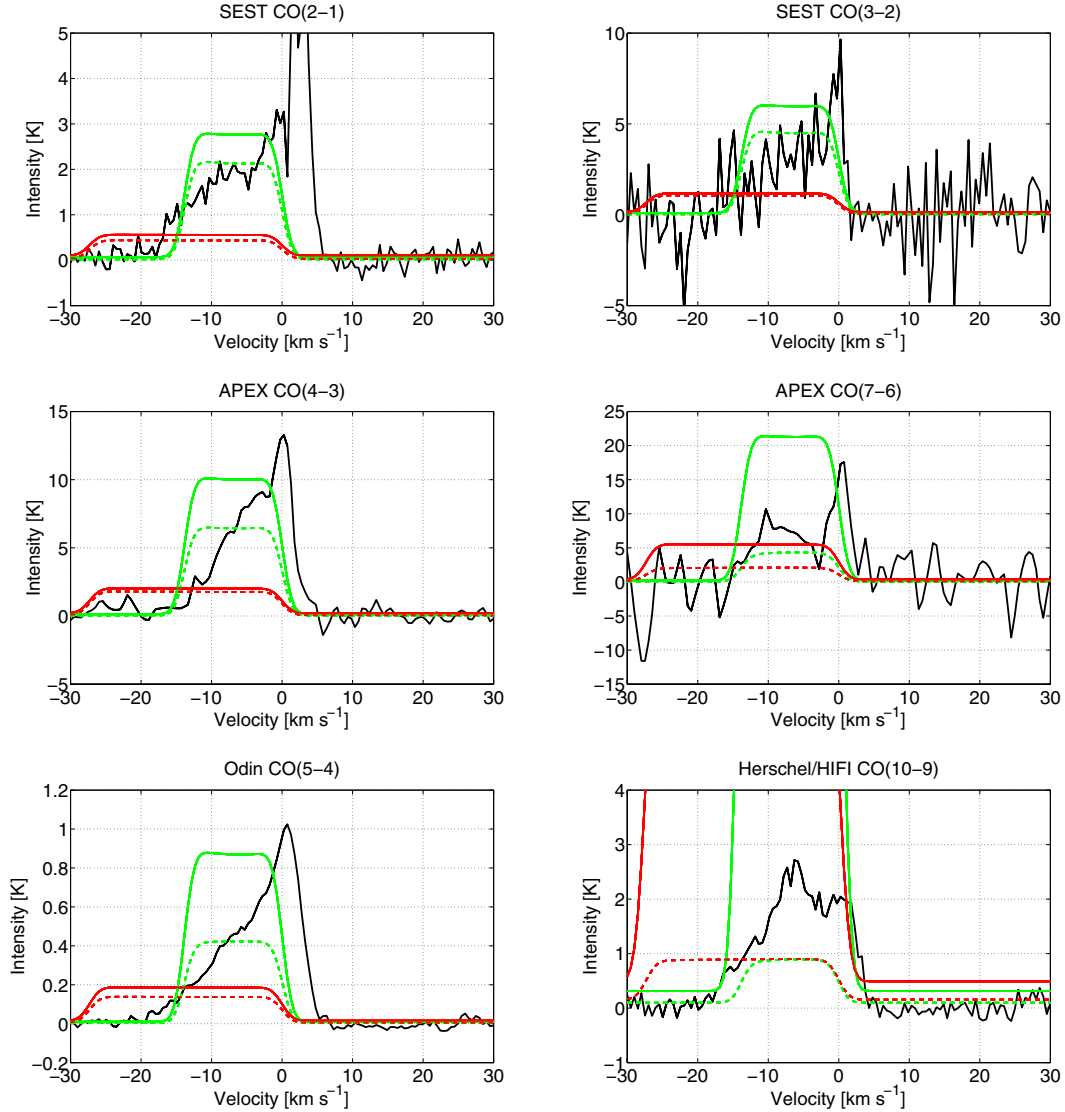 SEST CO(2−1)
5
4
3
2
1
0
−1
Intensity [K]
−30 −20 −10 0 10 20 30
Velocity [km s−1]
SEST CO(3−2)
10
5
0
−5
Intensity [K]
−30 −20 −10 0 10 20 30
Velocity [km s−1]
APEX CO(4−3)
15
10
5
0
−5
Intensity [K]
−30 −20 −10 0 10 20 30
Velocity [km s−1]
APEX CO(7−6)
25
20
15
10
5
0
−5
−10
−15
Intensity [K]
−30 −20 −10 0 10 20 30
Velocity [km s−1]
Odin CO(5−4)
1.2
1
0.8
0.6
0.4
0.2
0
−0.2
Intensity [K]
−30 −20 −10 0 10 20 30
Velocity [km s−1]
Herschel/HIFI CO(10−9)
4
3
2
1
0
−1
Intensity [K]
−30 −20 −10 0 10 20 30
Velocity [km s−1]